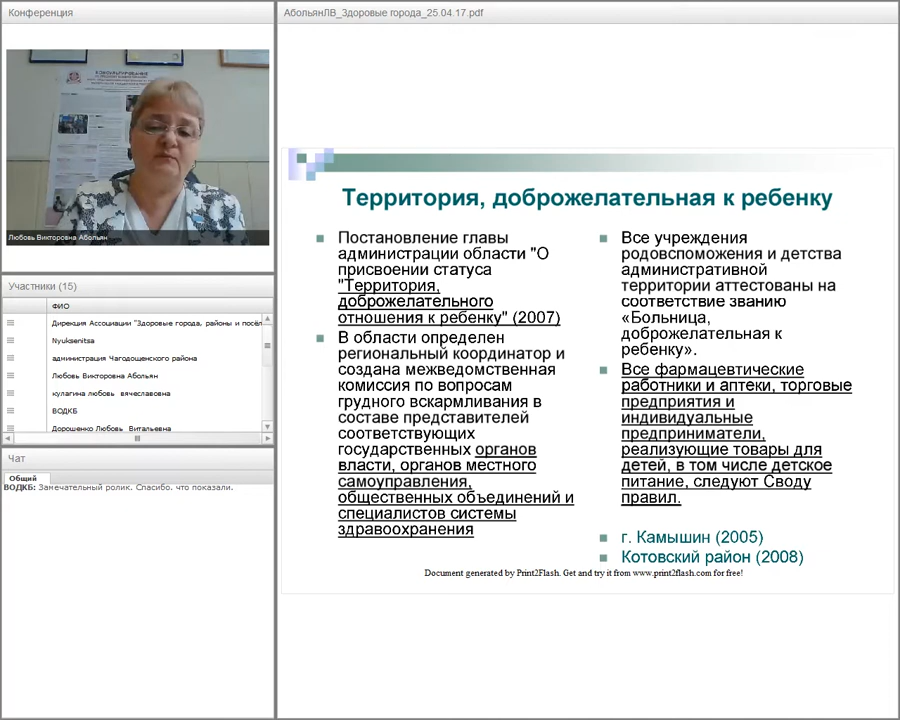 Конференция
КОНСУЛЬТИРОВАНИЕ
Любовь Викторовна Абольян
Участники (15)
ФИО
Дирекция Ассоциации "Здоровые города, районы и посёл
Nyuksenitsa
администрация Чагодощенского района
Любовь Викторовна Абольян
кулагина любовь вячеславовна
ВОДКБ
Дорошенко Любовь Витальевна
Чат
Общий
ВОДКБ: Замечательный ролик. Спасибо. что показали.
АбольянЛВ_Здоровые города_25.04.17.pdf
Территория, доброжелательная к ребенку
Постановление главы
администрации области "О
присвоении статуса
"Территория,
доброжелательного
отношения к ребенку" (2007)
В области определен
региональный координатор и
создана межведомственная
комиссия по вопросам
грудного вскармливания в
составе представителей
соответствующих
государственных органов
власти, органов местного
самоуправления,
общественных объединений и
специалистов системы
здравоохранения
Все учреждения
родовспоможения и детства
административной
территории аттестованы на
соответствие званию
«Больница,
доброжелательная к
ребенку».
Все фармацевтические
работники и аптеки, торговые
предприятия и
индивидуальные
предприниматели,
реализующие товары для
детей, в том числе детское
питание, следуют Своду
правил.
г. Камышин (2005)
Котовский район (2008)
Document generated by Print2Flash. Get and try it from www.print2flash.com for free!